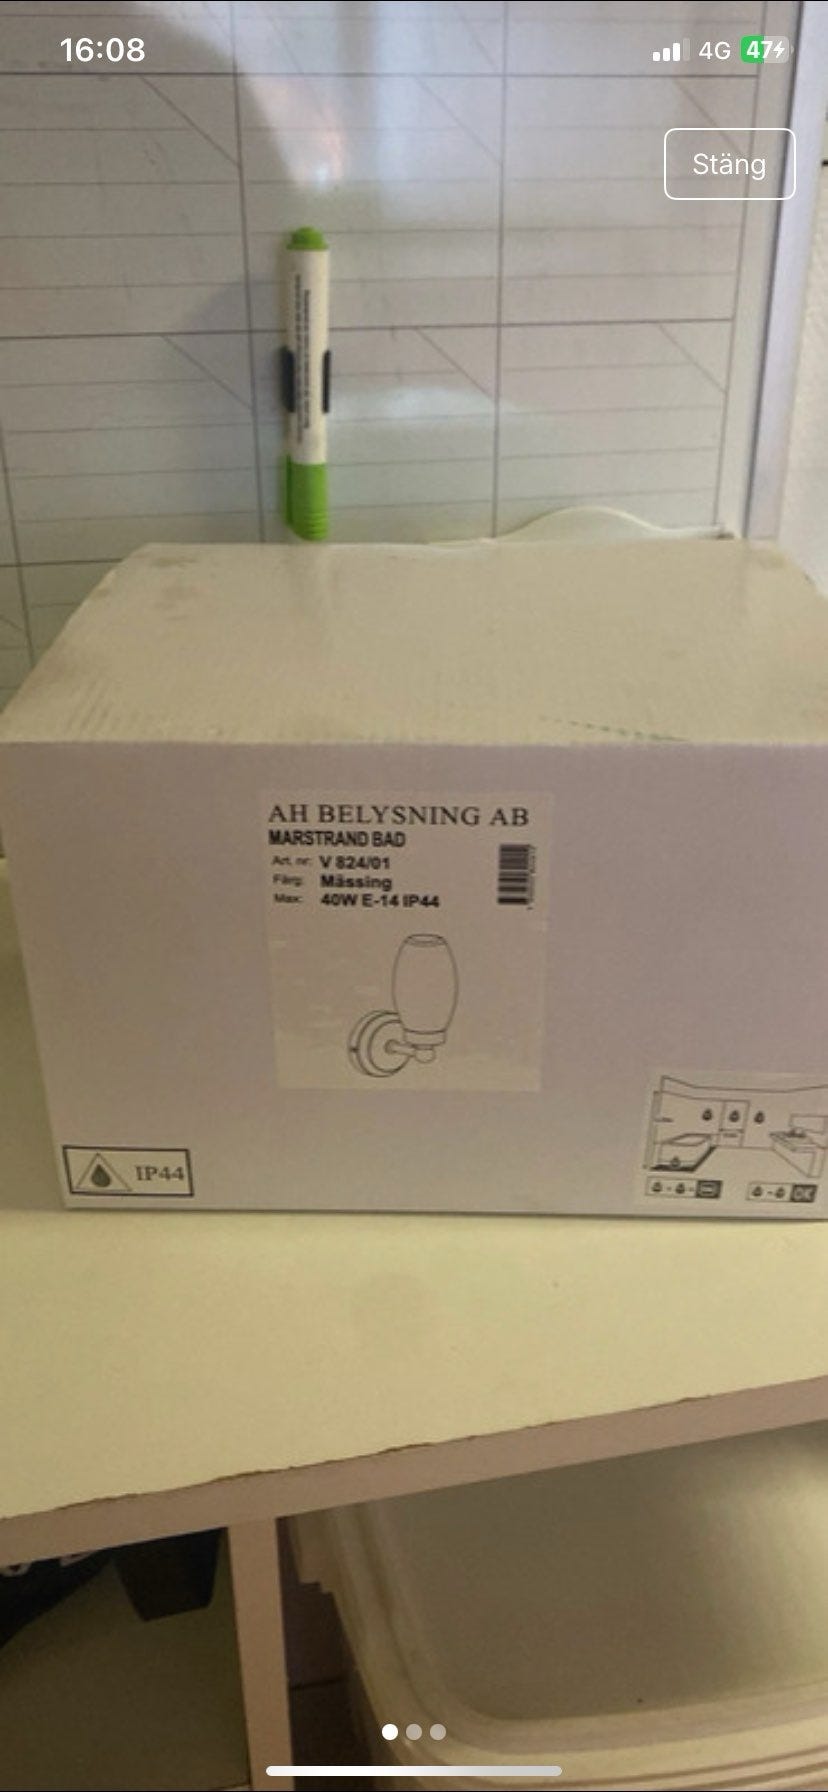 16:08
4G 47
Stäng
AH BELYSNING AB
MARSTRAND BAD
Art. nr: V 824/01
Färg: Mässing
Max: 40W E-14 IP44
IP44
OK